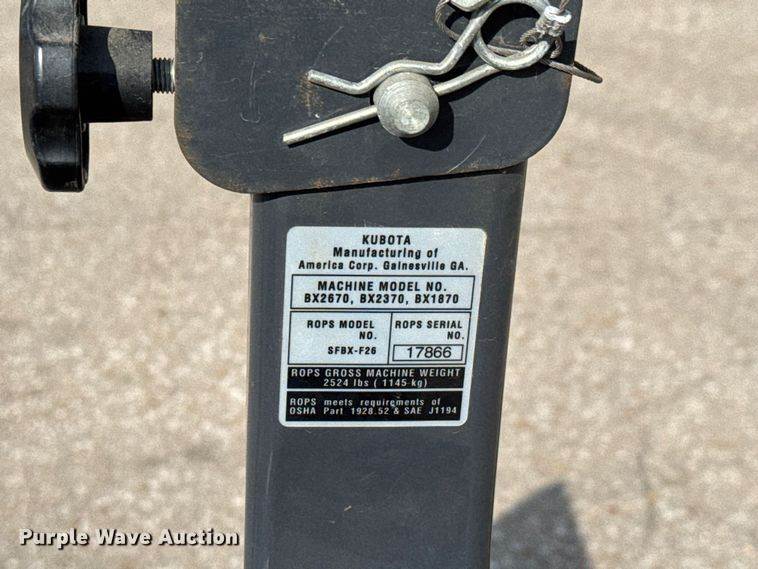 KUBOTA
Manufacturing of
America Corp. Gainesville GA.
MACHINE MODEL NO.
BX2670, BX2370, BX1870
ROPS MODEL
NO.
SFBX-F26
ROPS SERIAL
NO.
17866
ROPS GROSS MACHINE WEIGHT
2524 lbs (1145 kg)
ROPS meets requirements of
OSHA Part 1928.52 & SAE J1194
Purple Wave Auction